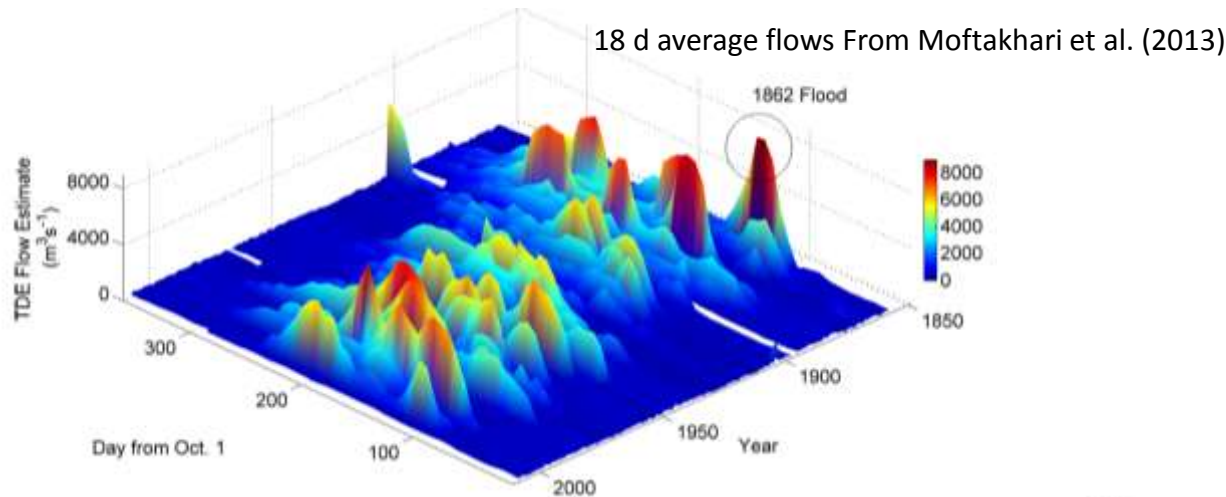 18 d average flows From Moftakhari et al. (2013)
1862 Flood
8000
4000
0
TDE Flow Estimate
(m³s⁻¹)
8000
6000
4000
2000
0
300
200
100
Day from Oct. 1
1850
1900
1950
2000
Year